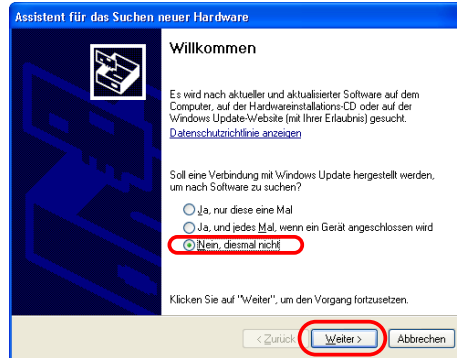 Assistent für das Suchen neuer Hardware
Willkommen
Es wird nach aktueller und aktualisierter Software auf dem
Computer, auf der Hardwareinstallations-CD oder auf der
Windows Update-Website (mit Ihrer Erlaubnis) gesucht.
Datenschutzrichtlinie anzeigen
Soll eine Verbindung mit Windows Update hergestellt werden,
um nach Software zu suchen?
Ja, nur diese eine Mal
Ja, und jedes Mal, wenn ein Gerät angeschlossen wird
Nein, diesmal nicht
Klicken Sie auf "Weiter", um den Vorgang fortzusetzen.
< Zurück Weiter > Abbrechen